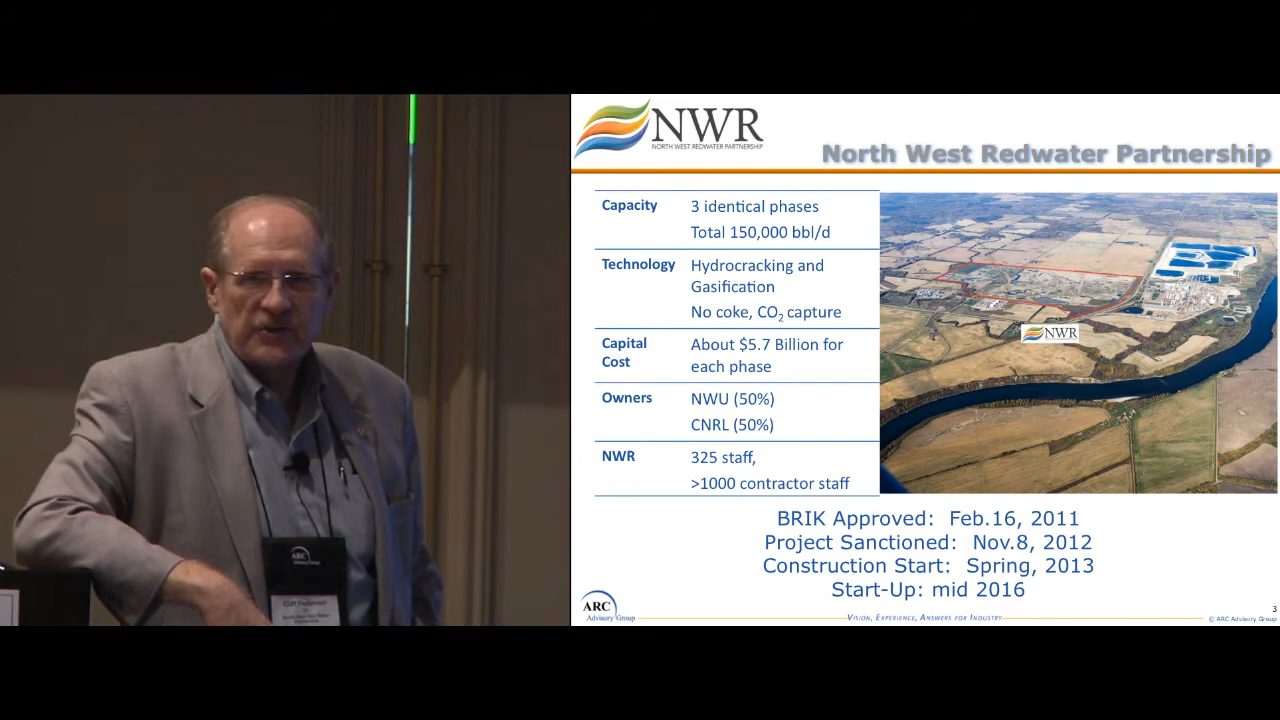 NWR
NORTH WEST REDWATER PARTNERSHIP
North West Redwater Partnership
Capacity
3 identical phases
Total 150,000 bbl/d
Technology
Hydrocracking and
Gasification
No coke, CO₂ capture
Capital
Cost
About $5.7 Billion for
each phase
Owners
NWU (50%)
CNRL (50%)
NWR
325 staff,
>1000 contractor staff
NWR
BRIK Approved: Feb.16, 2011
Project Sanctioned: Nov.8, 2012
Construction Start: Spring, 2013
Start-Up: mid 2016
ARC
Advisory Group
VISION, EXPERIENCE, ANSWERS FOR INDUSTRY
3
© ARC Advisory Group
ARC
Advisory Group